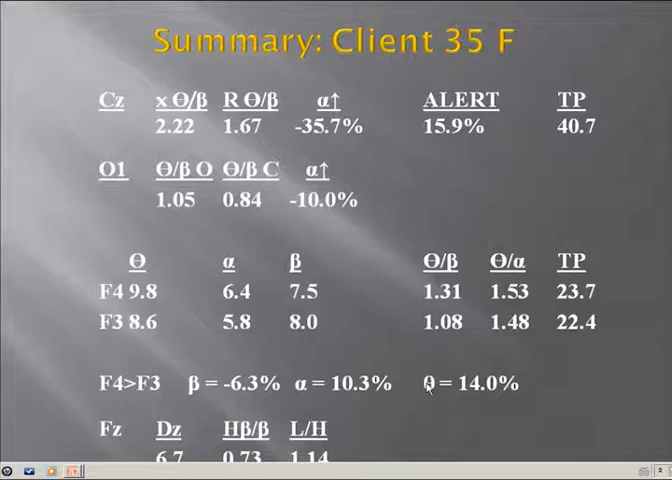 Summary: Client 35 F
Cz x Θ/β R Θ/β α↑ ALERT TP
2.22 1.67 -35.7% 15.9% 40.7
O1 Θ/β O Θ/β C α↑
1.05 0.84 -10.0%
Θ α β Θ/β Θ/α TP
F4 9.8 6.4 7.5 1.31 1.53 23.7
F3 8.6 5.8 8.0 1.08 1.48 22.4
F4>F3 β = -6.3% α = 10.3% θ = 14.0%
Fz Dz Hβ/β L/H
6.7 0.73 1.14